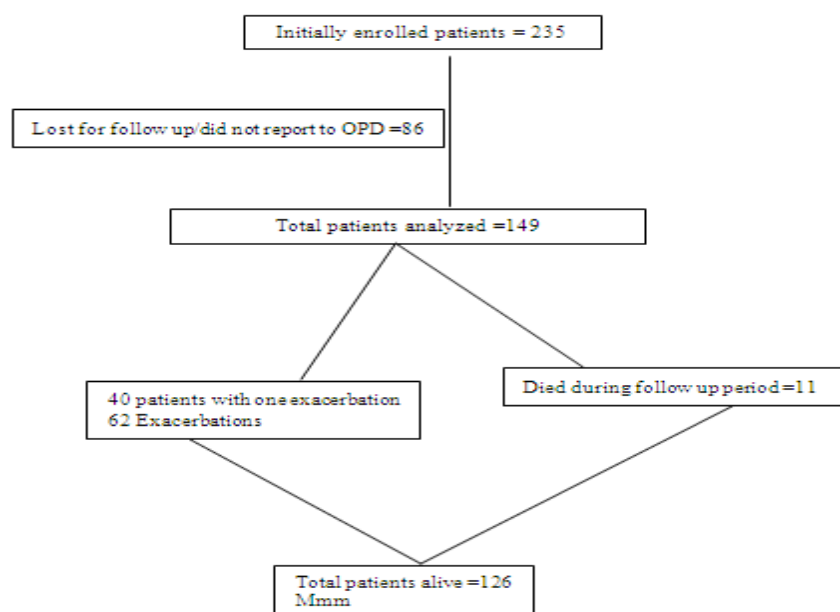 Initially enrolled patients = 235
Lost for follow up/did not report to OPD =86
Total patients analyzed =149
40 patients with one exacerbation
62 Exacerbations
Died during follow up period=11
Total patients alive =126
Mmm